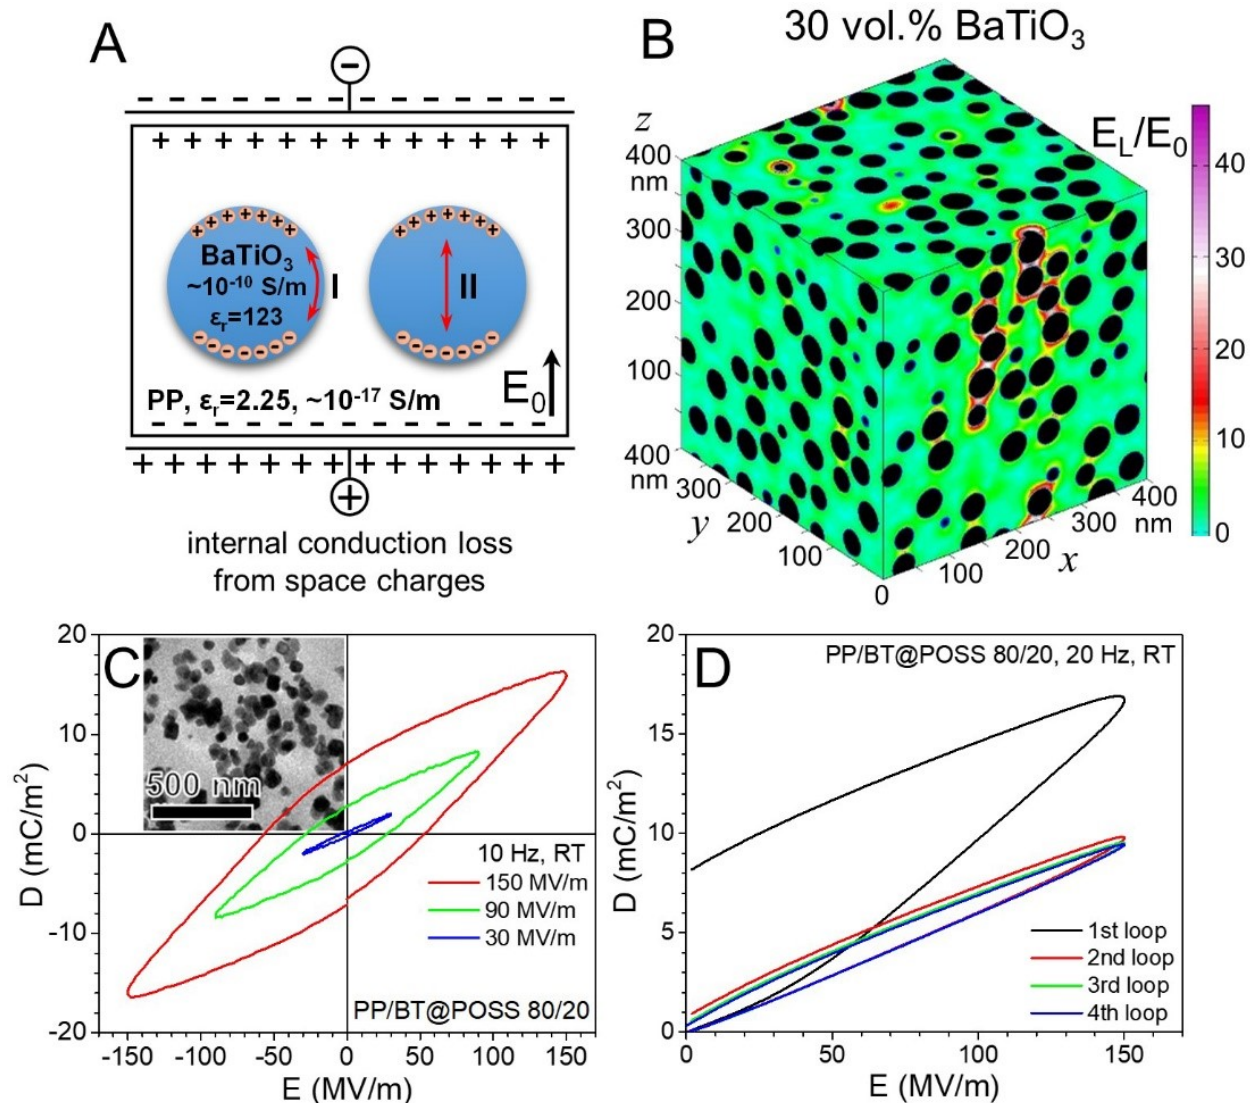 A
BaTiO₃
~10⁻¹⁰ S/m
εᵣ=123
I
II
PP, εᵣ=2.25, ~10⁻¹⁷ S/m
E₀
internal conduction loss
from space charges
B
30 vol.% BaTiO₃
z
400
nm
300
200
100
400
nm
300
y
200
100
0
100
200
x
300
400
nm
E_L/E₀
40
30
20
10
0
C
20
10
0
-10
-20
D (mC/m²)
500 nm
10 Hz, RT
150 MV/m
90 MV/m
30 MV/m
PP/BT@POSS 80/20
-150
-100
-50
0
50
100
150
E (MV/m)
D
PP/BT@POSS 80/20, 20 Hz, RT
20
15
10
5
0
D (mC/m²)
1st loop
2nd loop
3rd loop
4th loop
0
50
100
150
E (MV/m)